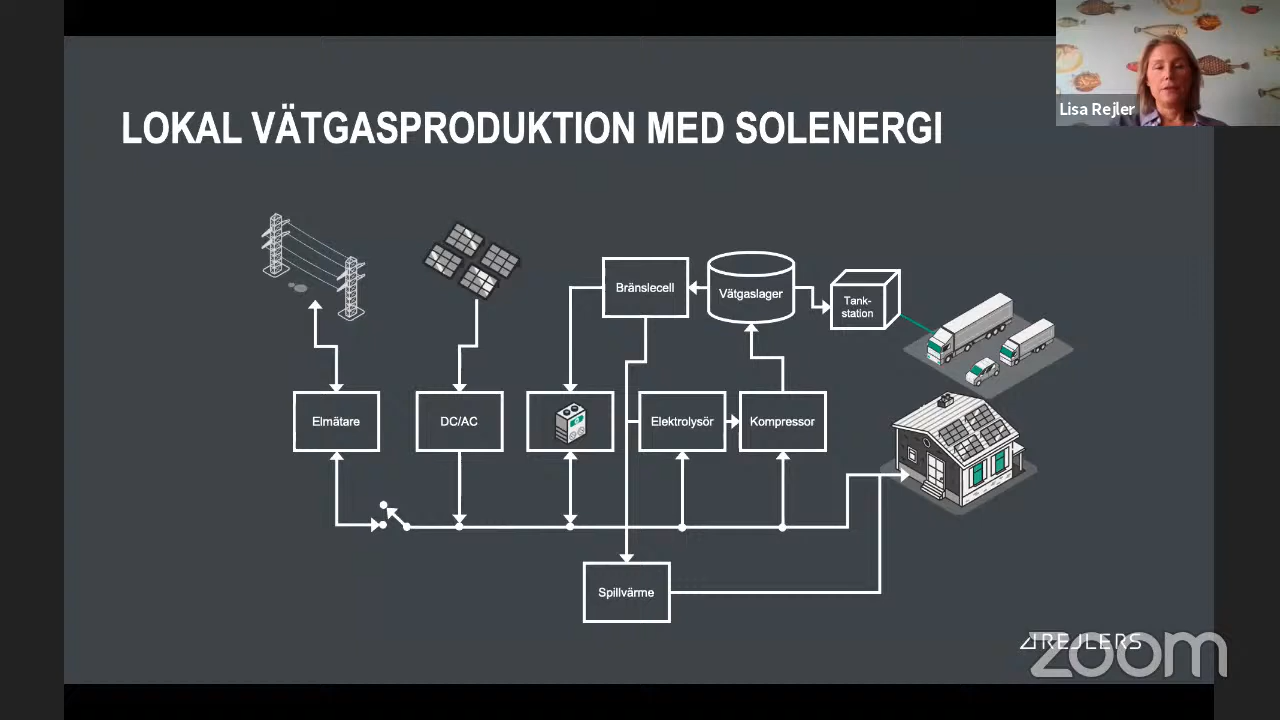 Lisa Rejler
LOKAL VÄTGASPRODUKTION MED SOLENERGI
Bränslecell
Vätgaslager
Tank-
station
Elmätare
DC/AC
Elektrolysör
Kompressor
Spillvärme
REJLERS
zoom